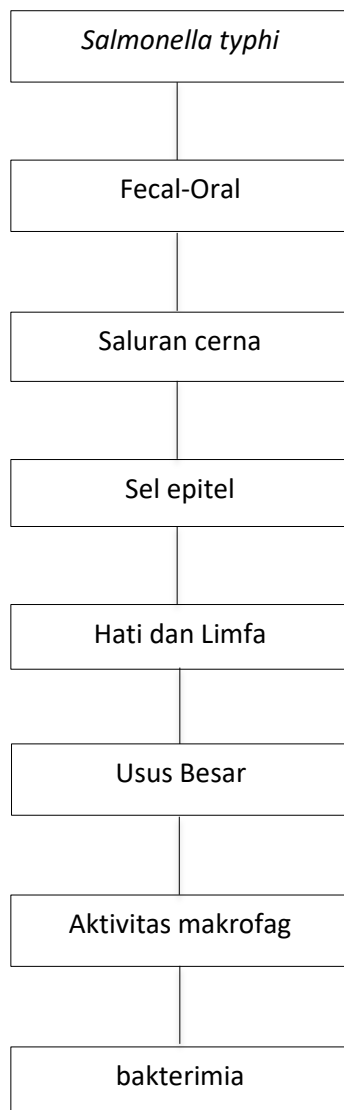 Salmonella typhi
Fecal-Oral
Saluran cerna
Sel epitel
Hati dan Limfa
Usus Besar
Aktivitas makrofag
bakterimia